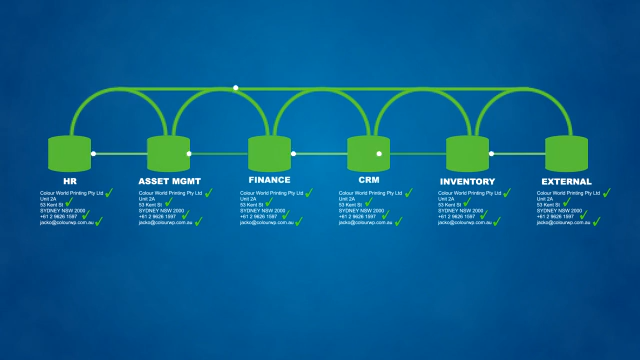 HR
Colour World Printing Pty Ltd
Unit 2A
53 Kent St
SYDNEY NSW 2000
+61 2 9626 1597
jacko@colourwp.com.au
ASSET MGMT
Colour World Printing Pty Ltd
Unit 2A
53 Kent St
SYDNEY NSW 2000
+61 2 9626 1597
jacko@colourwp.com.au
FINANCE
Colour World Printing Pty Ltd
Unit 2A
53 Kent St
SYDNEY NSW 2000
+61 2 9626 1597
jacko@colourwp.com.au
CRM
Colour World Printing Pty Ltd
Unit 2A
53 Kent St
SYDNEY NSW 2000
+61 2 9626 1597
jacko@colourwp.com.au
INVENTORY
Colour World Printing Pty Ltd
Unit 2A
53 Kent St
SYDNEY NSW 2000
+61 2 9626 1597
jacko@colourwp.com.au
EXTERNAL
Colour World Printing Pty Ltd
Unit 2A
53 Kent St
SYDNEY NSW 2000
+61 2 9626 1597
jacko@colourwp.com.au